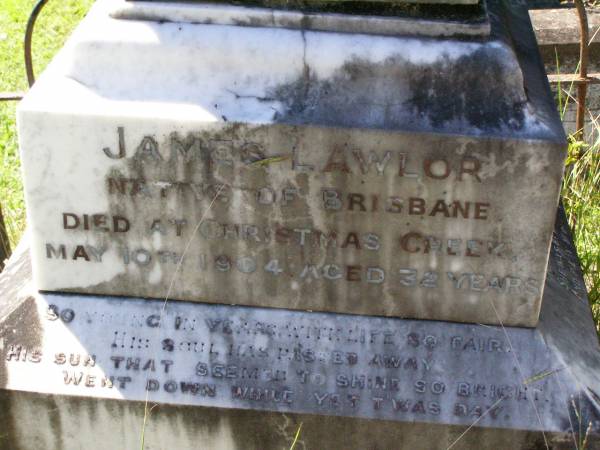 JAMES LAWLOR
NATIVE OF BRISBANE
DIED AT CHRISTMAS CREEK
MAY 10TH 1904 AGED 32 YEARS
SO YOUNG IN YEARS WITH LIFE SO FAIR
HIS SOUL HAS PASSED AWAY
HIS SUN THAT SEEMED TO SHINE SO BRIGHT,
WENT DOWN WHILE YET TWAS DAY.